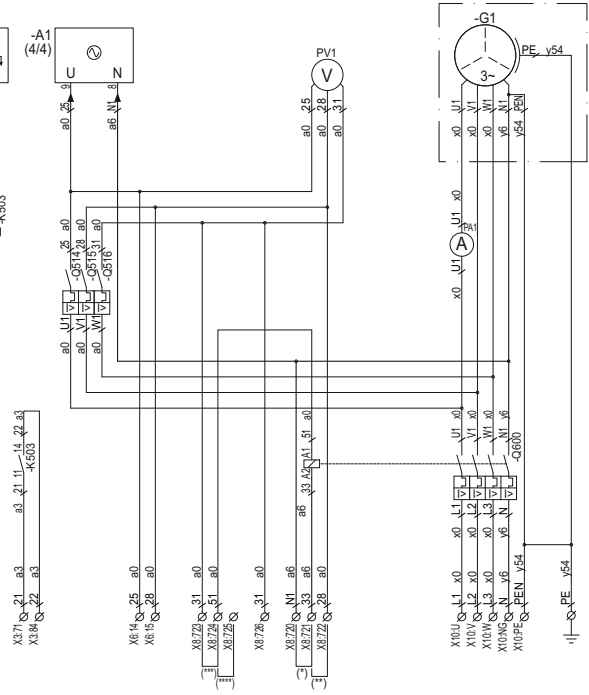 -A1
(4/4)
U N
9 8
25 N1
a0 a6
PV1
V
25 28 31
a0 a0 a0
-G1
3~
PE y54
U1 V1 W1 N1 PEN
x0 x0 x0 y6 y54
-K503
a0 a0 a0
25 28 31
-Q514 -Q515 -Q516
I> I> I>
U1 V1 W1
a0 a0 a0
x0
U1
PA1
A
U1
x0
a3
22
14
11
21
a3
-K503
a3
a0
51
A1
A2
33
a6
x0 x0 x0 y6
U1 V1 W1 N1
-Q600
I> I> I> I>
L1 L2 L3 N
x0 x0 x0 y6
a3 a3
21 22
X3:71 X3:84
a0 a0
25 28
X6:14 X6:15
a0 a0
31 51
X8:723 X8:724 X8:725
(***)
(****)
a0
31
X8:726
a6 a6 a0
N1 33 28
X8:720 X8:721 X8:722
(*)
(**)
x0 x0 x0 y6 y54
L1 L2 L3 N PEN
X10:U X10:V X10:W X10:NG X10:PE
y54
PE